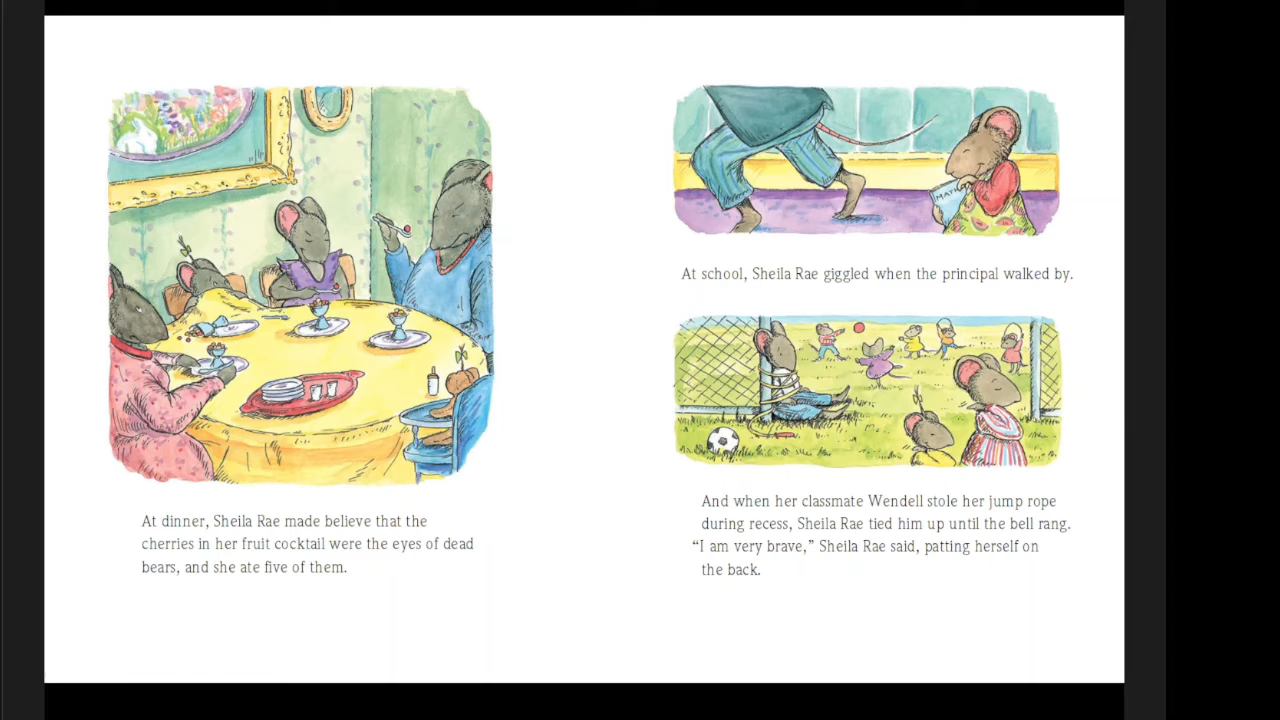 At dinner, Sheila Rae made believe that the
cherries in her fruit cocktail were the eyes of dead
bears, and she ate five of them.
MATH
At school, Sheila Rae giggled when the principal walked by.
And when her classmate Wendell stole her jump rope
during recess, Sheila Rae tied him up until the bell rang.
“I am very brave,” Sheila Rae said, patting herself on
the back.